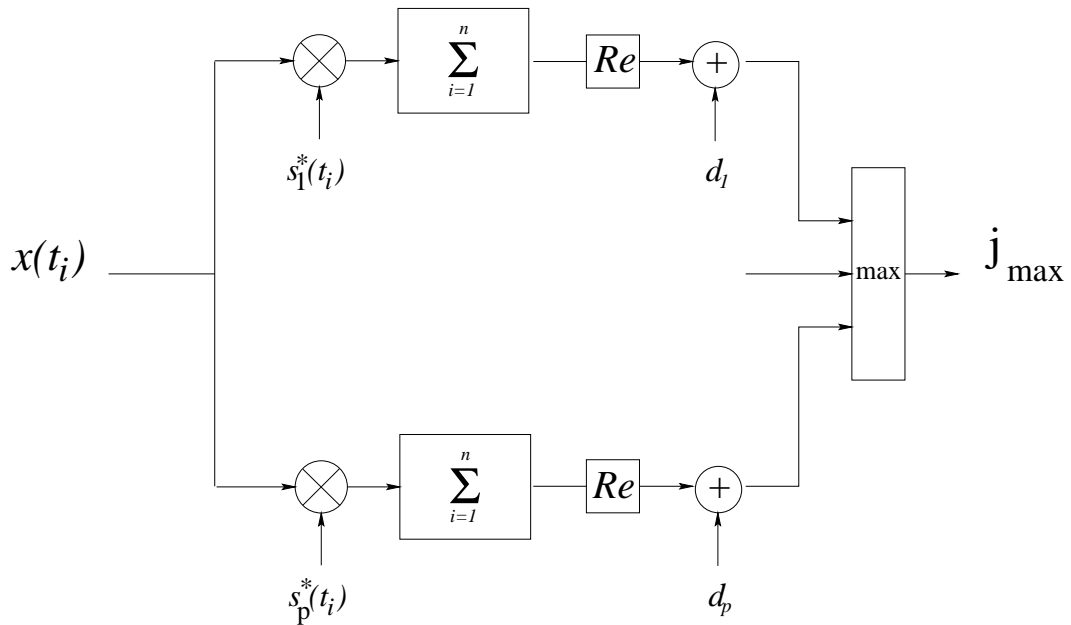 n
Σ
i=1
Re
+
s₁*(tᵢ)
d₁
x(tᵢ)
max
j max
n
Σ
i=1
Re
+
sₚ*(tᵢ)
dₚ